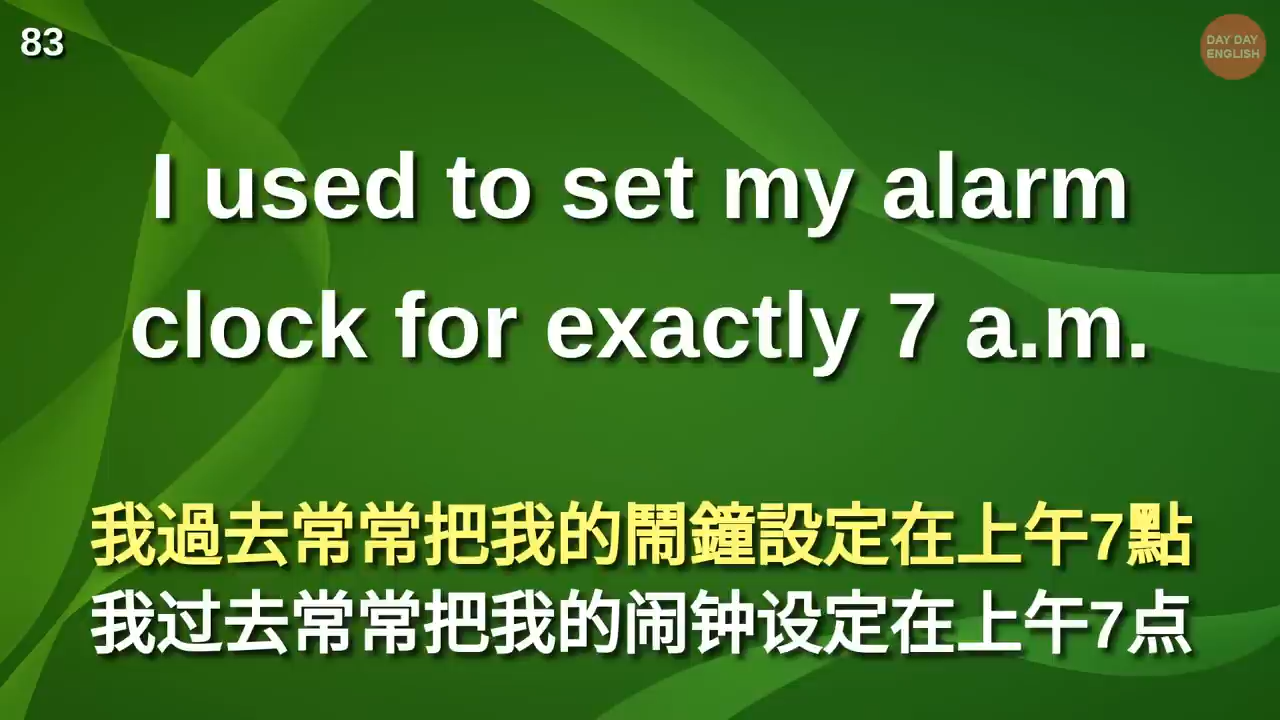 83
DAY DAY
ENGLISH
I used to set my alarm
clock for exactly 7 a.m.
我過去常常把我的鬧鐘設定在上午7點
我过去常常把我的闹钟设定在上午7点